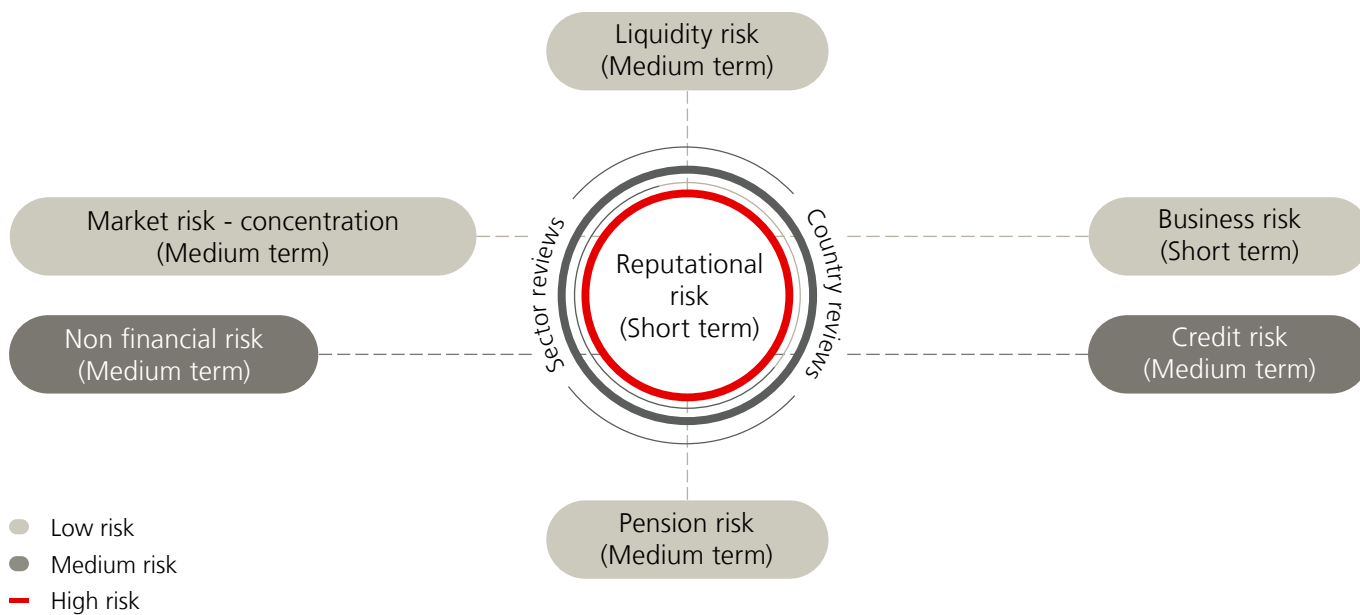 Liquidity risk
(Medium term)
Market risk - concentration
(Medium term)
Business risk
(Short term)
Sector reviews
Reputational
risk
(Short term)
Country reviews
Non financial risk
(Medium term)
Credit risk
(Medium term)
Pension risk
(Medium term)
Low risk
Medium risk
High risk